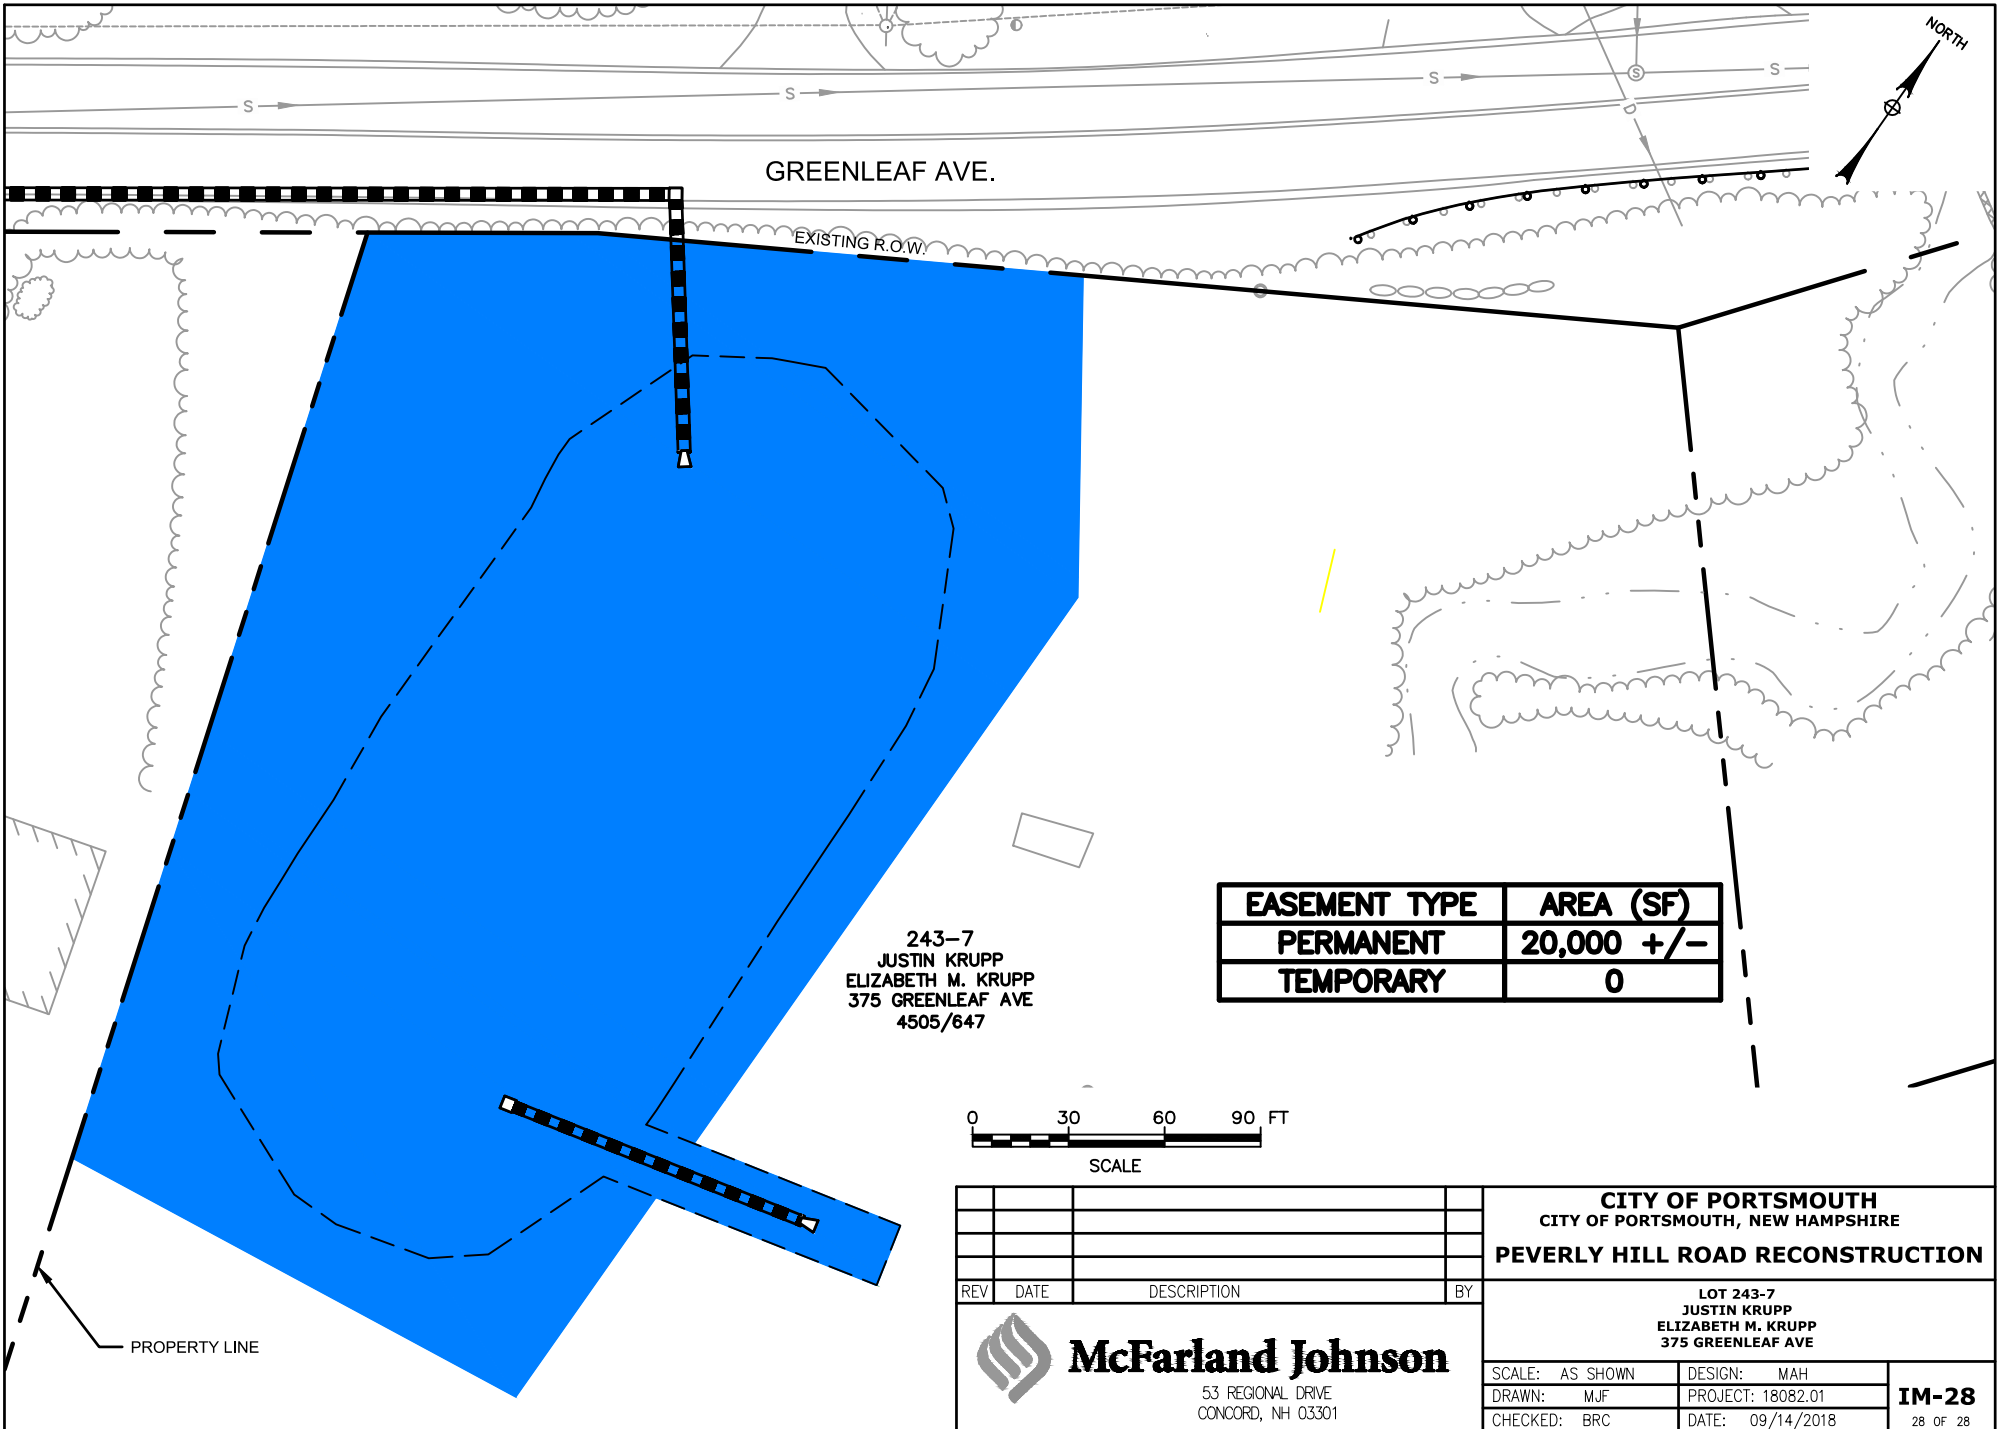 NORTH
S
S
S
S
S
D
GREENLEAF AVE.
EXISTING R.O.W.
243-7
JUSTIN KRUPP
ELIZABETH M. KRUPP
375 GREENLEAF AVE
4505/647
EASEMENT TYPE AREA (SF)
PERMANENT 20,000 +/-
TEMPORARY 0
0 30 60 90 FT
SCALE
PROPERTY LINE
REV DATE DESCRIPTION BY
McFarland Johnson
53 REGIONAL DRIVE
CONCORD, NH 03301
CITY OF PORTSMOUTH
CITY OF PORTSMOUTH, NEW HAMPSHIRE
PEVERLY HILL ROAD RECONSTRUCTION
LOT 243-7
JUSTIN KRUPP
ELIZABETH M. KRUPP
375 GREENLEAF AVE
SCALE: AS SHOWN DESIGN: MAH
DRAWN: MJF PROJECT: 18082.01
CHECKED: BRC DATE: 09/14/2018
IM-28
28 OF 28